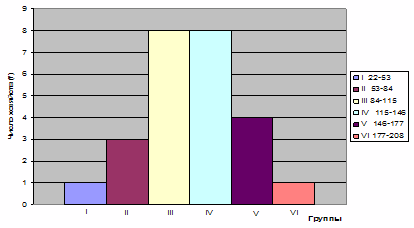 9
8
7
6
5
4
3
2
1
0
Число хозяйств (f)
I
II
III
IV
V
VI
Группы
I 22-53
II 53-84
III 84-115
IV 115-146
V 146-177
VI 177-208